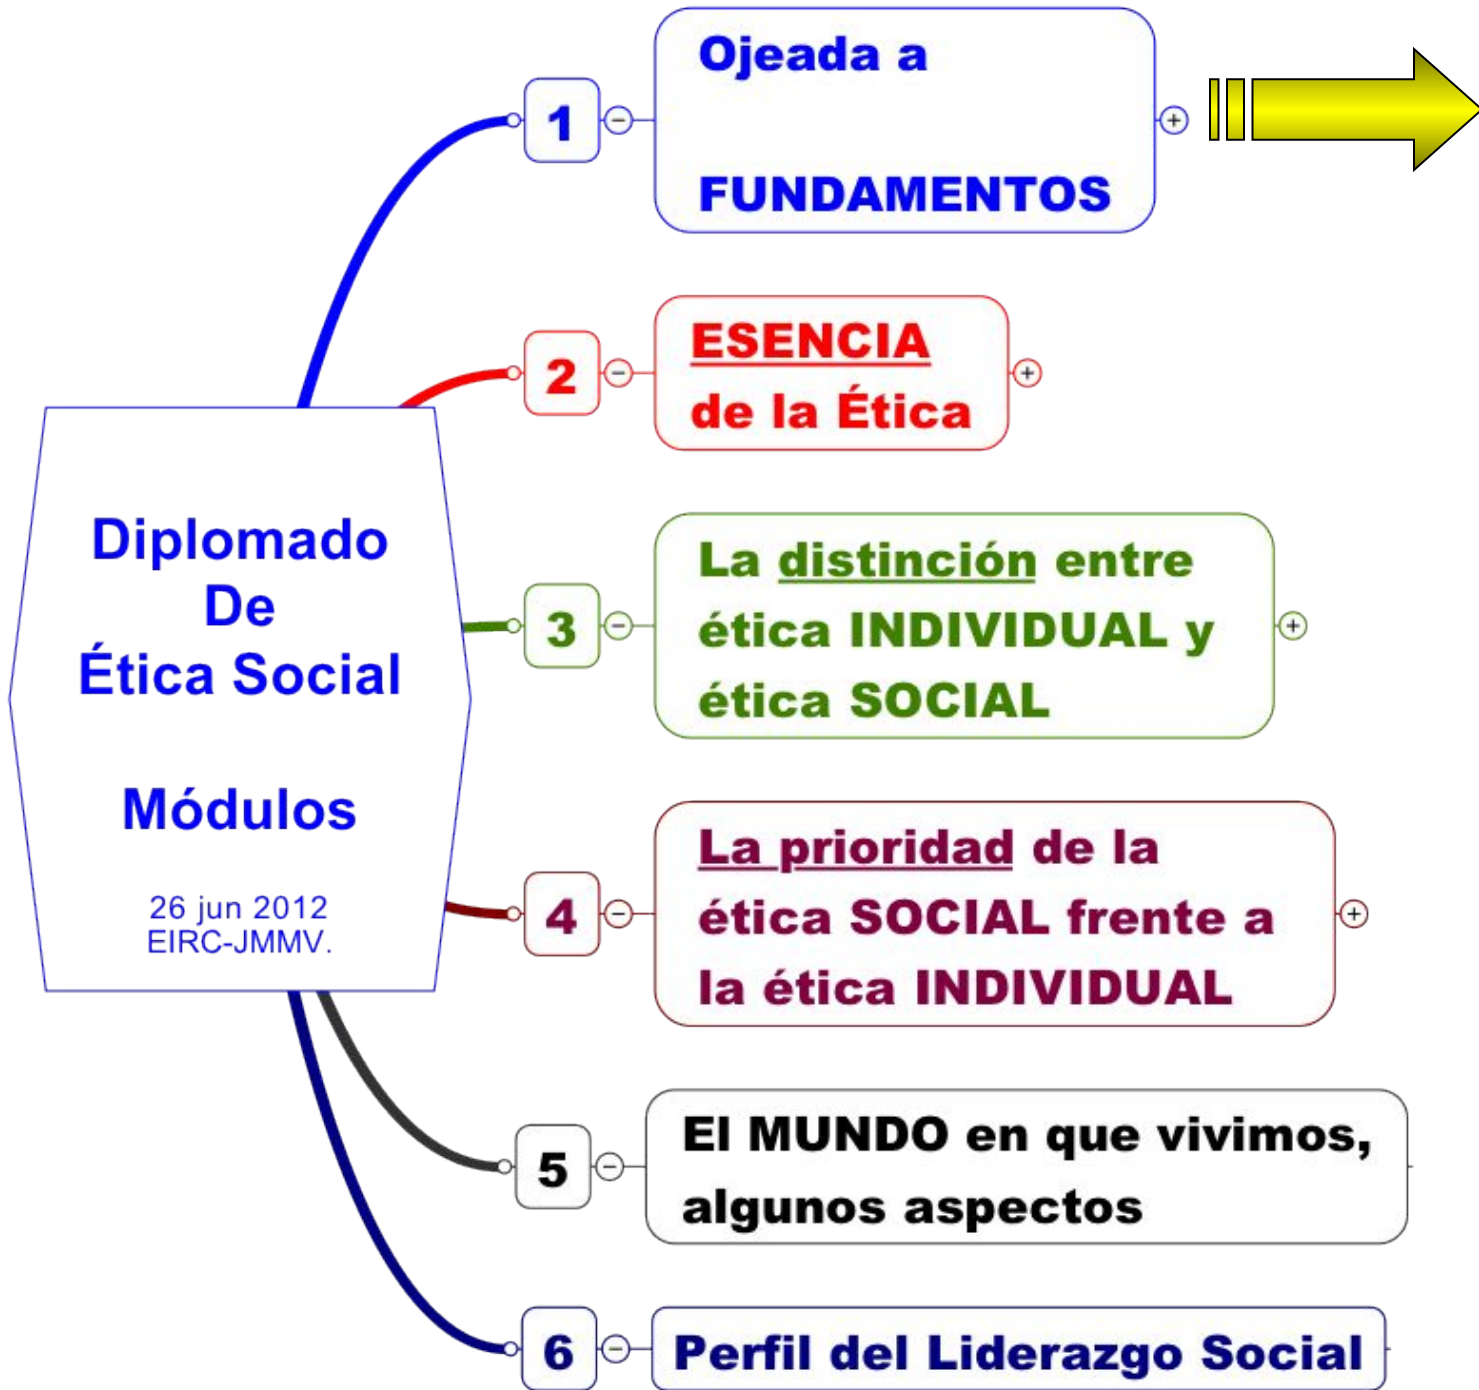 Diplomado
De
Ética Social
Módulos
26 jun 2012
EIRC-JMMV.
1
Ojeada a
FUNDAMENTOS
2
ESENCIA
de la Ética
3
La distinción entre
ética INDIVIDUAL y
ética SOCIAL
4
La prioridad de la
ética SOCIAL frente a
la ética INDIVIDUAL
5
El MUNDO en que vivimos,
algunos aspectos
6
Perfil del Liderazgo Social